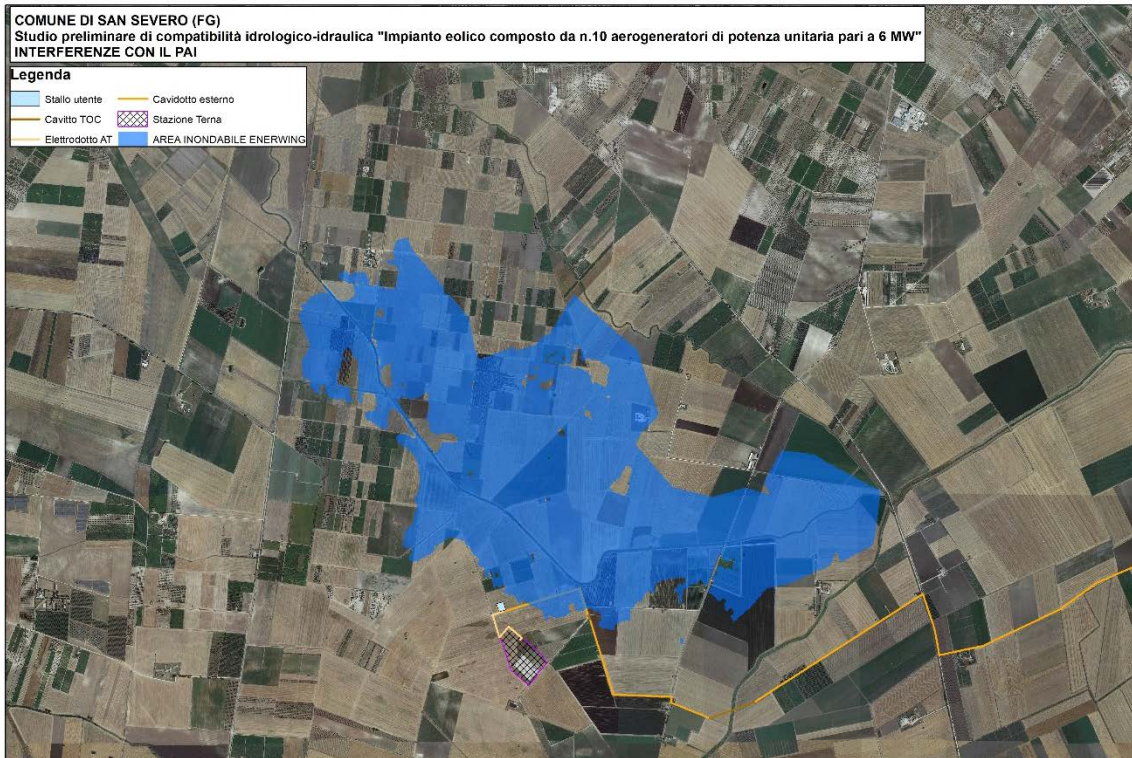 COMUNE DI SAN SEVERO (FG)
Studio preliminare di compatibilità idrologico-idraulica "Impianto eolico composto da n.10 aerogeneratori di potenza unitaria pari a 6 MW"
INTERFERENZE CON IL PAI
Legenda
Stallo utente
Cavidotto esterno
Cavitto TOC
Stazione Terna
Elettrodotto AT
AREA INONDABILE ENERWING